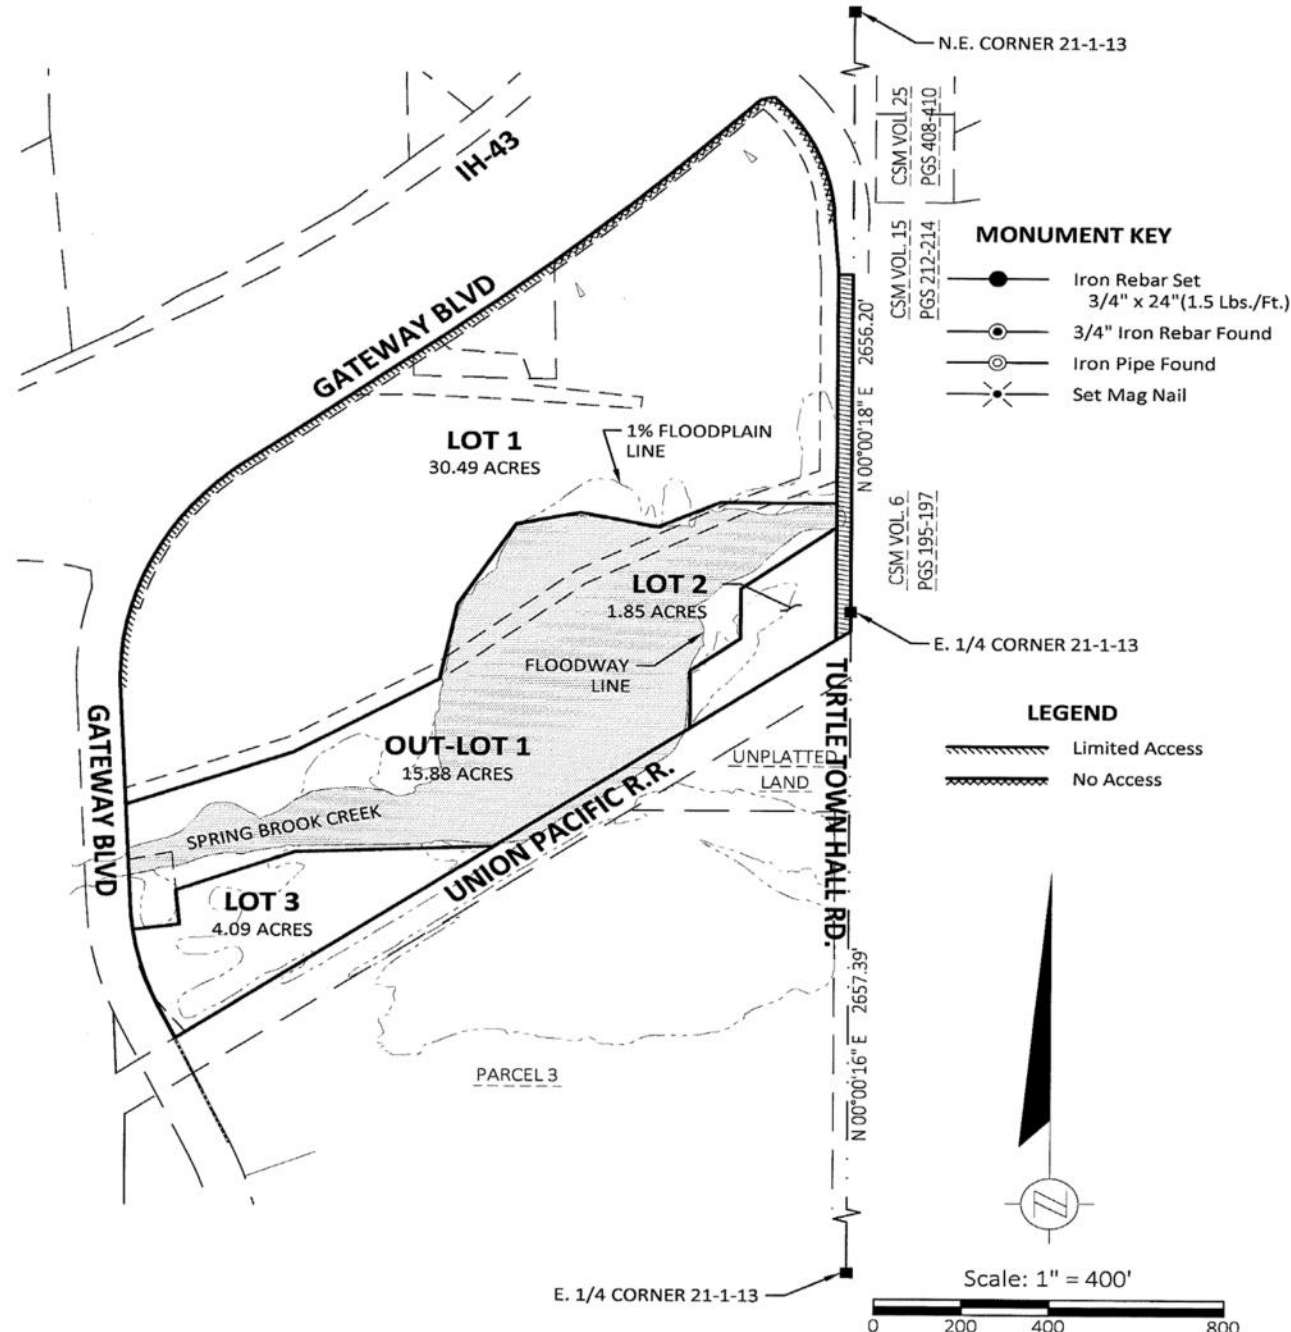 N.E. CORNER 21-1-13
CSM VOL. 25
PGS 408-410
IH-43
CSM VOL. 15
PGS 212-214
MONUMENT KEY
Iron Rebar Set
3/4" x 24"(1.5 Lbs./Ft.)
3/4" Iron Rebar Found
Iron Pipe Found
Set Mag Nail
GATEWAY BLVD
N 00°00'18" E 2656.20'
LOT 1
30.49 ACRES
1% FLOODPLAIN
LINE
CSM VOL. 6
PGS 195-197
LOT 2
1.85 ACRES
FLOODWAY
LINE
E. 1/4 CORNER 21-1-13
TURTLE TOWN HALL RD.
LEGEND
Limited Access
No Access
GATEWAY BLVD
OUT-LOT 1
15.88 ACRES
UNPLATTED
LAND
SPRING BROOK CREEK
UNION PACIFIC R.R.
LOT 3
4.09 ACRES
N 00°00'16" E 2657.39'
PARCEL 3
N
E. 1/4 CORNER 21-1-13
Scale: 1" = 400'
0 200 400 800